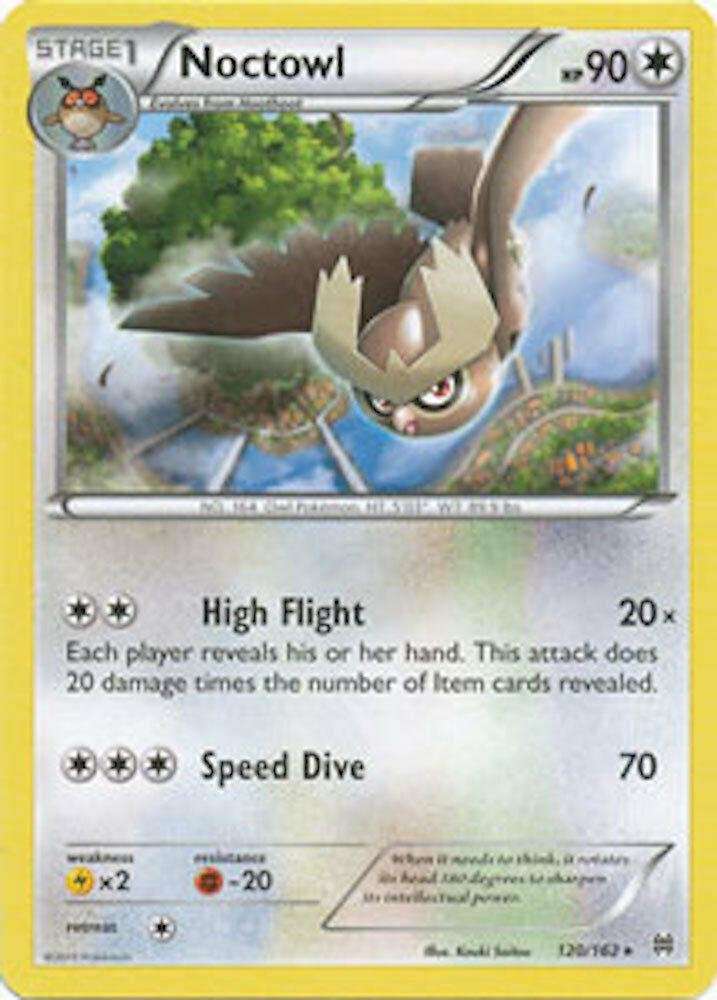 STAGE1
Noctowl
HP90
Evolves from Hoothoot
NO. 164 Owl Pokémon HT. 5'03" WT. 89.9 lbs.
High Flight 20×
Each player reveals his or her hand. This attack does
20 damage times the number of Item cards revealed.
Speed Dive 70
weakness
×2
resistance
-20
retreat
When it needs to think, it rotates
its head 180 degrees to sharpen
its intellectual power.
©2015 Pokémon
Illus. Kouki Saitou
120/162 ★